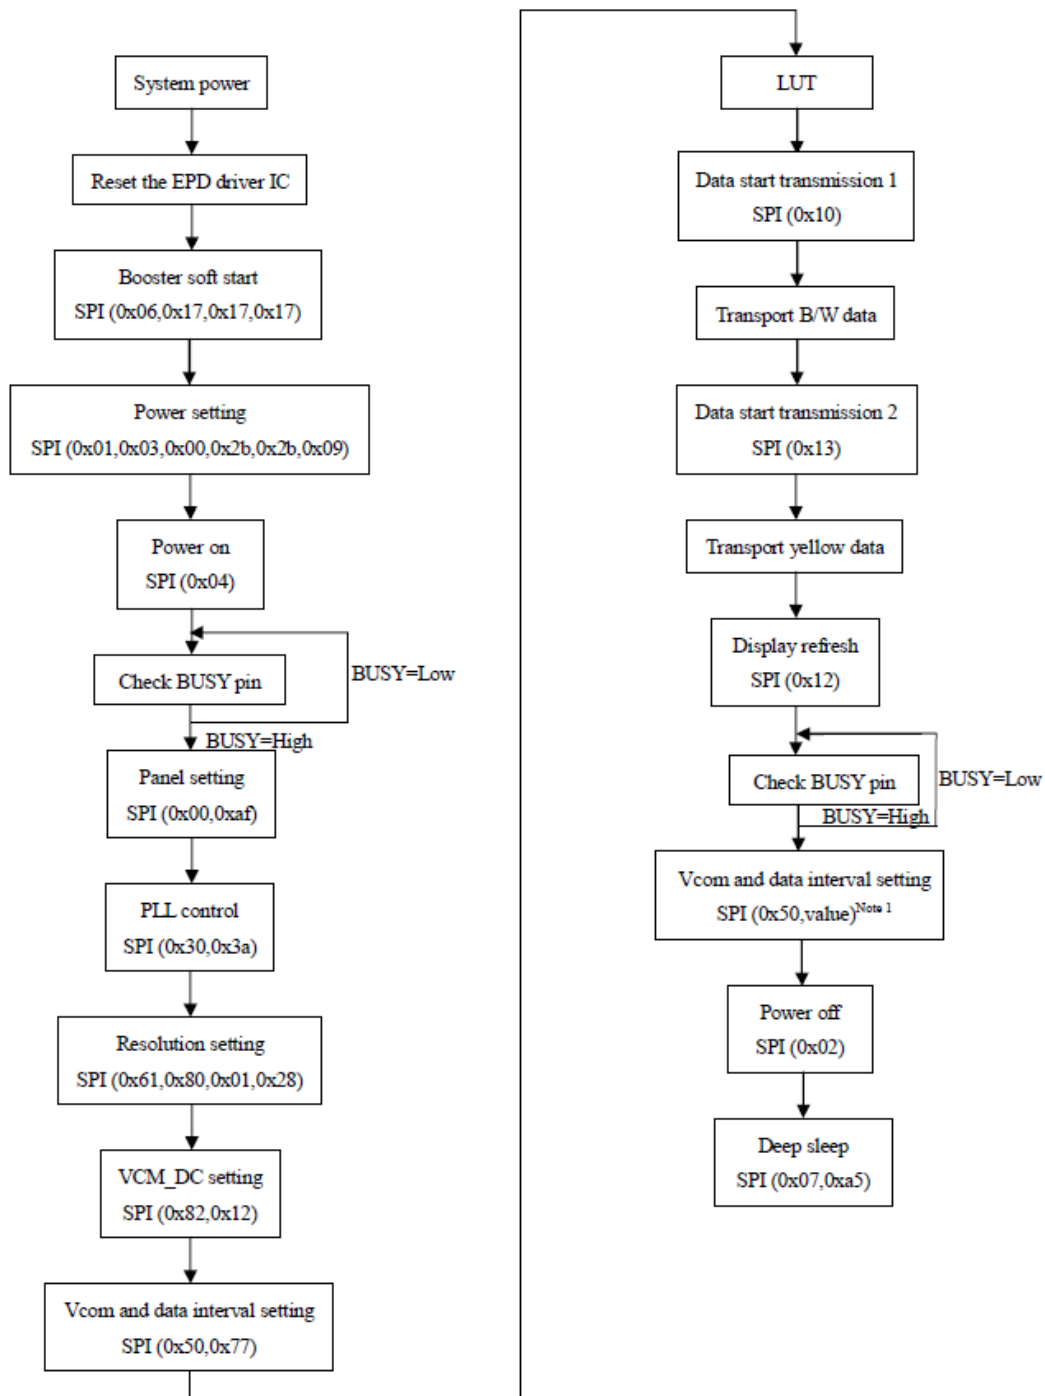 System power
Reset the EPD driver IC
Booster soft start
SPI (0x06,0x17,0x17,0x17)
Power setting
SPI (0x01,0x03,0x00,0x2b,0x2b,0x09)
Power on
SPI (0x04)
Check BUSY pin
BUSY=Low
BUSY=High
Panel setting
SPI (0x00,0xaf)
PLL control
SPI (0x30,0x3a)
Resolution setting
SPI (0x61,0x80,0x01,0x28)
VCM_DC setting
SPI (0x82,0x12)
Vcom and data interval setting
SPI (0x50,0x77)
LUT
Data start transmission 1
SPI (0x10)
Transport B/W data
Data start transmission 2
SPI (0x13)
Transport yellow data
Display refresh
SPI (0x12)
Check BUSY pin
BUSY=Low
BUSY=High
Vcom and data interval setting
SPI (0x50,value)Note 1
Power off
SPI (0x02)
Deep sleep
SPI (0x07,0xa5)